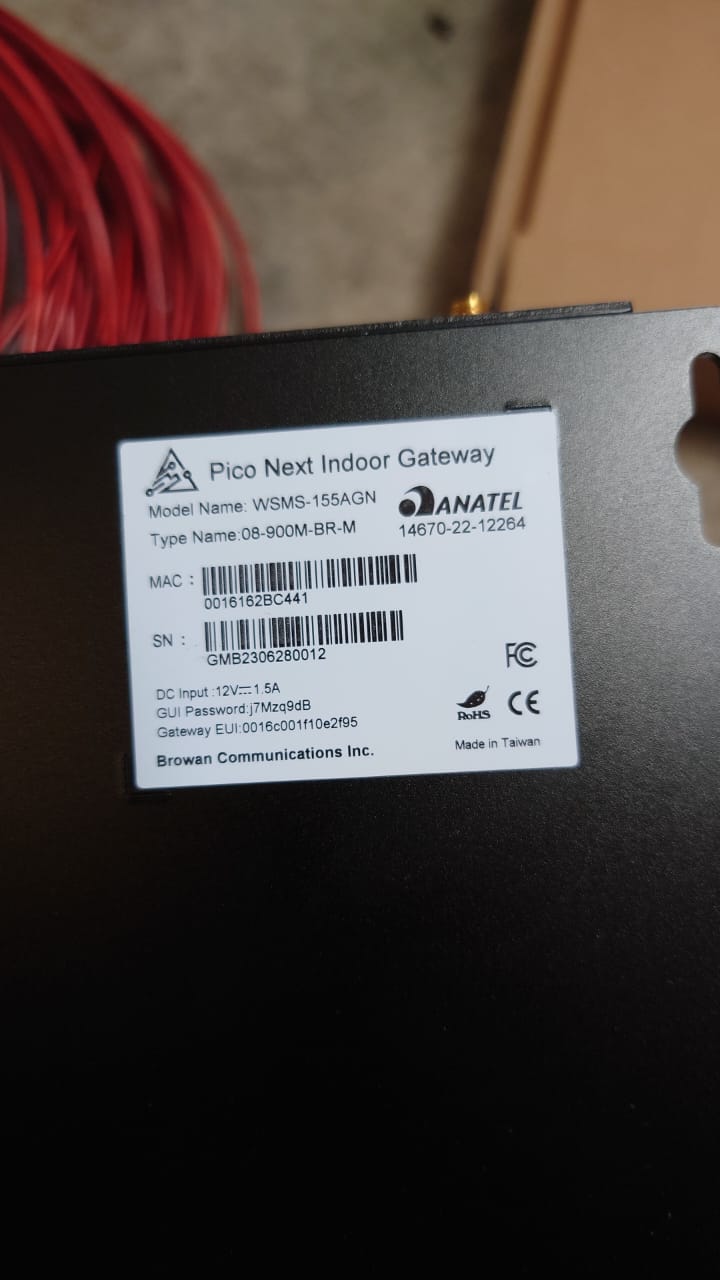 Pico Next Indoor Gateway
Model Name: WSMS-155AGN
ANATEL
Type Name:08-900M-BR-M
14670-22-12264
MAC :
0016162BC441
SN :
GMB2306280012
FC
DC Input :12V⎓1.5A
GUI Password:j7Mzq9dB
RoHS
CE
Gateway EUI:0016c001f10e2f95
Browan Communications Inc.
Made in Taiwan